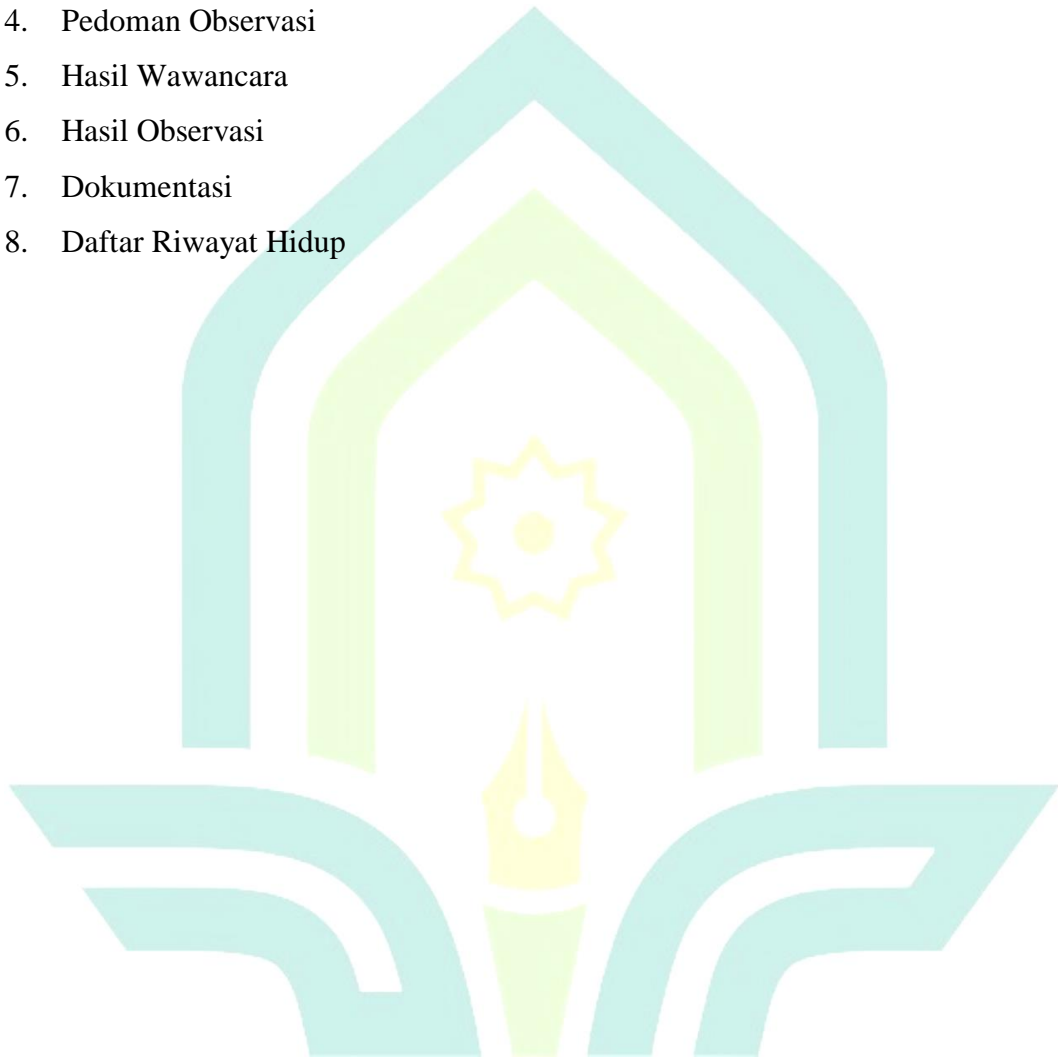 4. Pedoman Observasi
5. Hasil Wawancara
6. Hasil Observasi
7. Dokumentasi
8. Daftar Riwayat Hidup